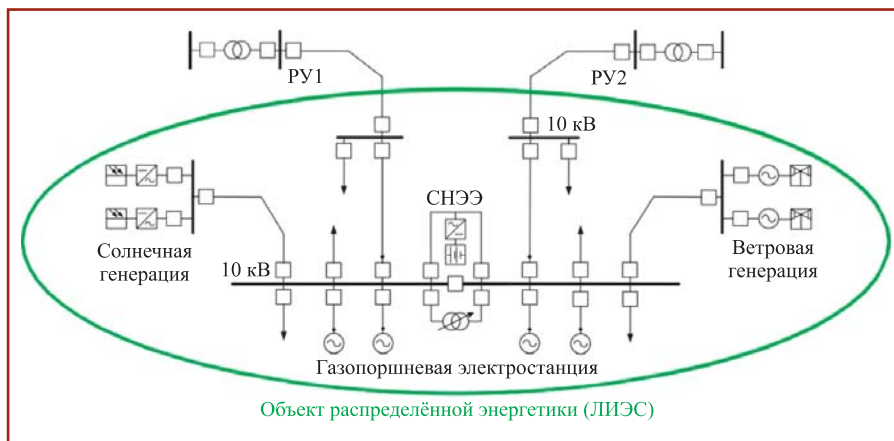 РУ1
РУ2
10 кВ
СНЭЭ
Солнечная
генерация
Ветровая
генерация
10 кВ
Газопоршневая электростанция
Объект распределённой энергетики (ЛИЭС)